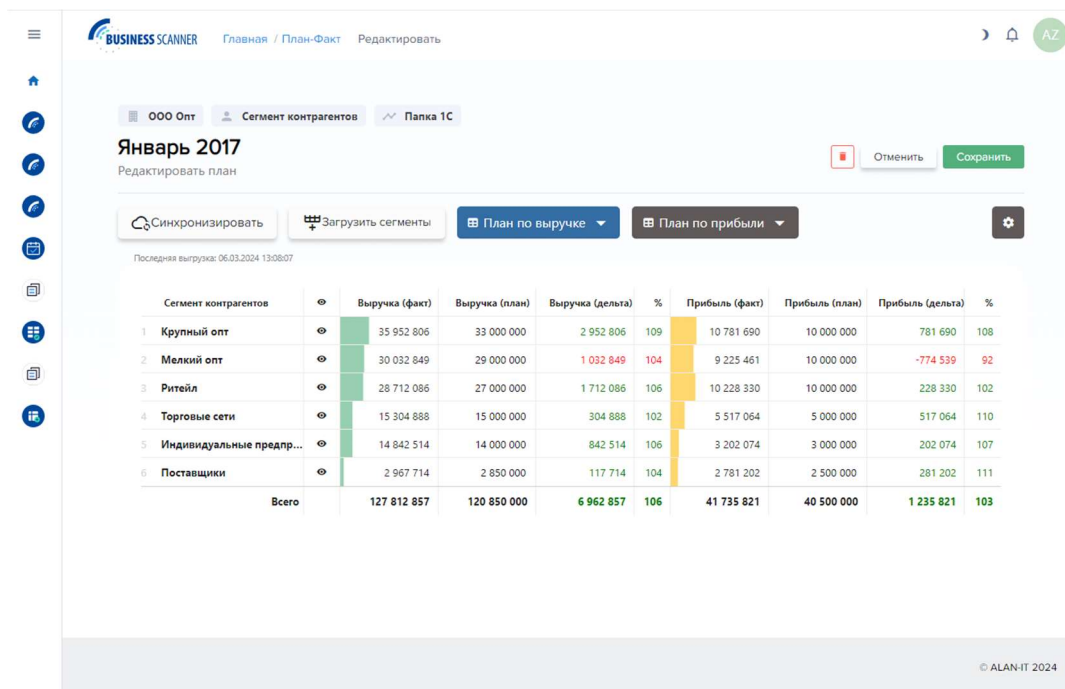 BUSINESS SCANNER Главная / План-Факт Редактировать AZ
ООО Опт Сегмент контрагентов Папка 1С
Январь 2017
Редактировать план
Отменить Сохранить
Синхронизировать Загрузить сегменты План по выручке План по прибыли
Последняя выгрузка: 06.03.2024 13:08:07
Сегмент контрагентов Выручка (факт) Выручка (план) Выручка (дельта) % Прибыль (факт) Прибыль (план) Прибыль (дельта) %
1 Крупный опт 35 952 806 33 000 000 2 952 806 109 10 781 690 10 000 000 781 690 108
2 Мелкий опт 30 032 849 29 000 000 1 032 849 104 9 225 461 10 000 000 -774 539 92
3 Ритейл 28 712 086 27 000 000 1 712 086 106 10 228 330 10 000 000 228 330 102
4 Торговые сети 15 304 888 15 000 000 304 888 102 5 517 064 5 000 000 517 064 110
5 Индивидуальные предпр... 14 842 514 14 000 000 842 514 106 3 202 074 3 000 000 202 074 107
6 Поставщики 2 967 714 2 850 000 117 714 104 2 781 202 2 500 000 281 202 111
Всего 127 812 857 120 850 000 6 962 857 106 41 735 821 40 500 000 1 235 821 103
© ALAN-IT 2024